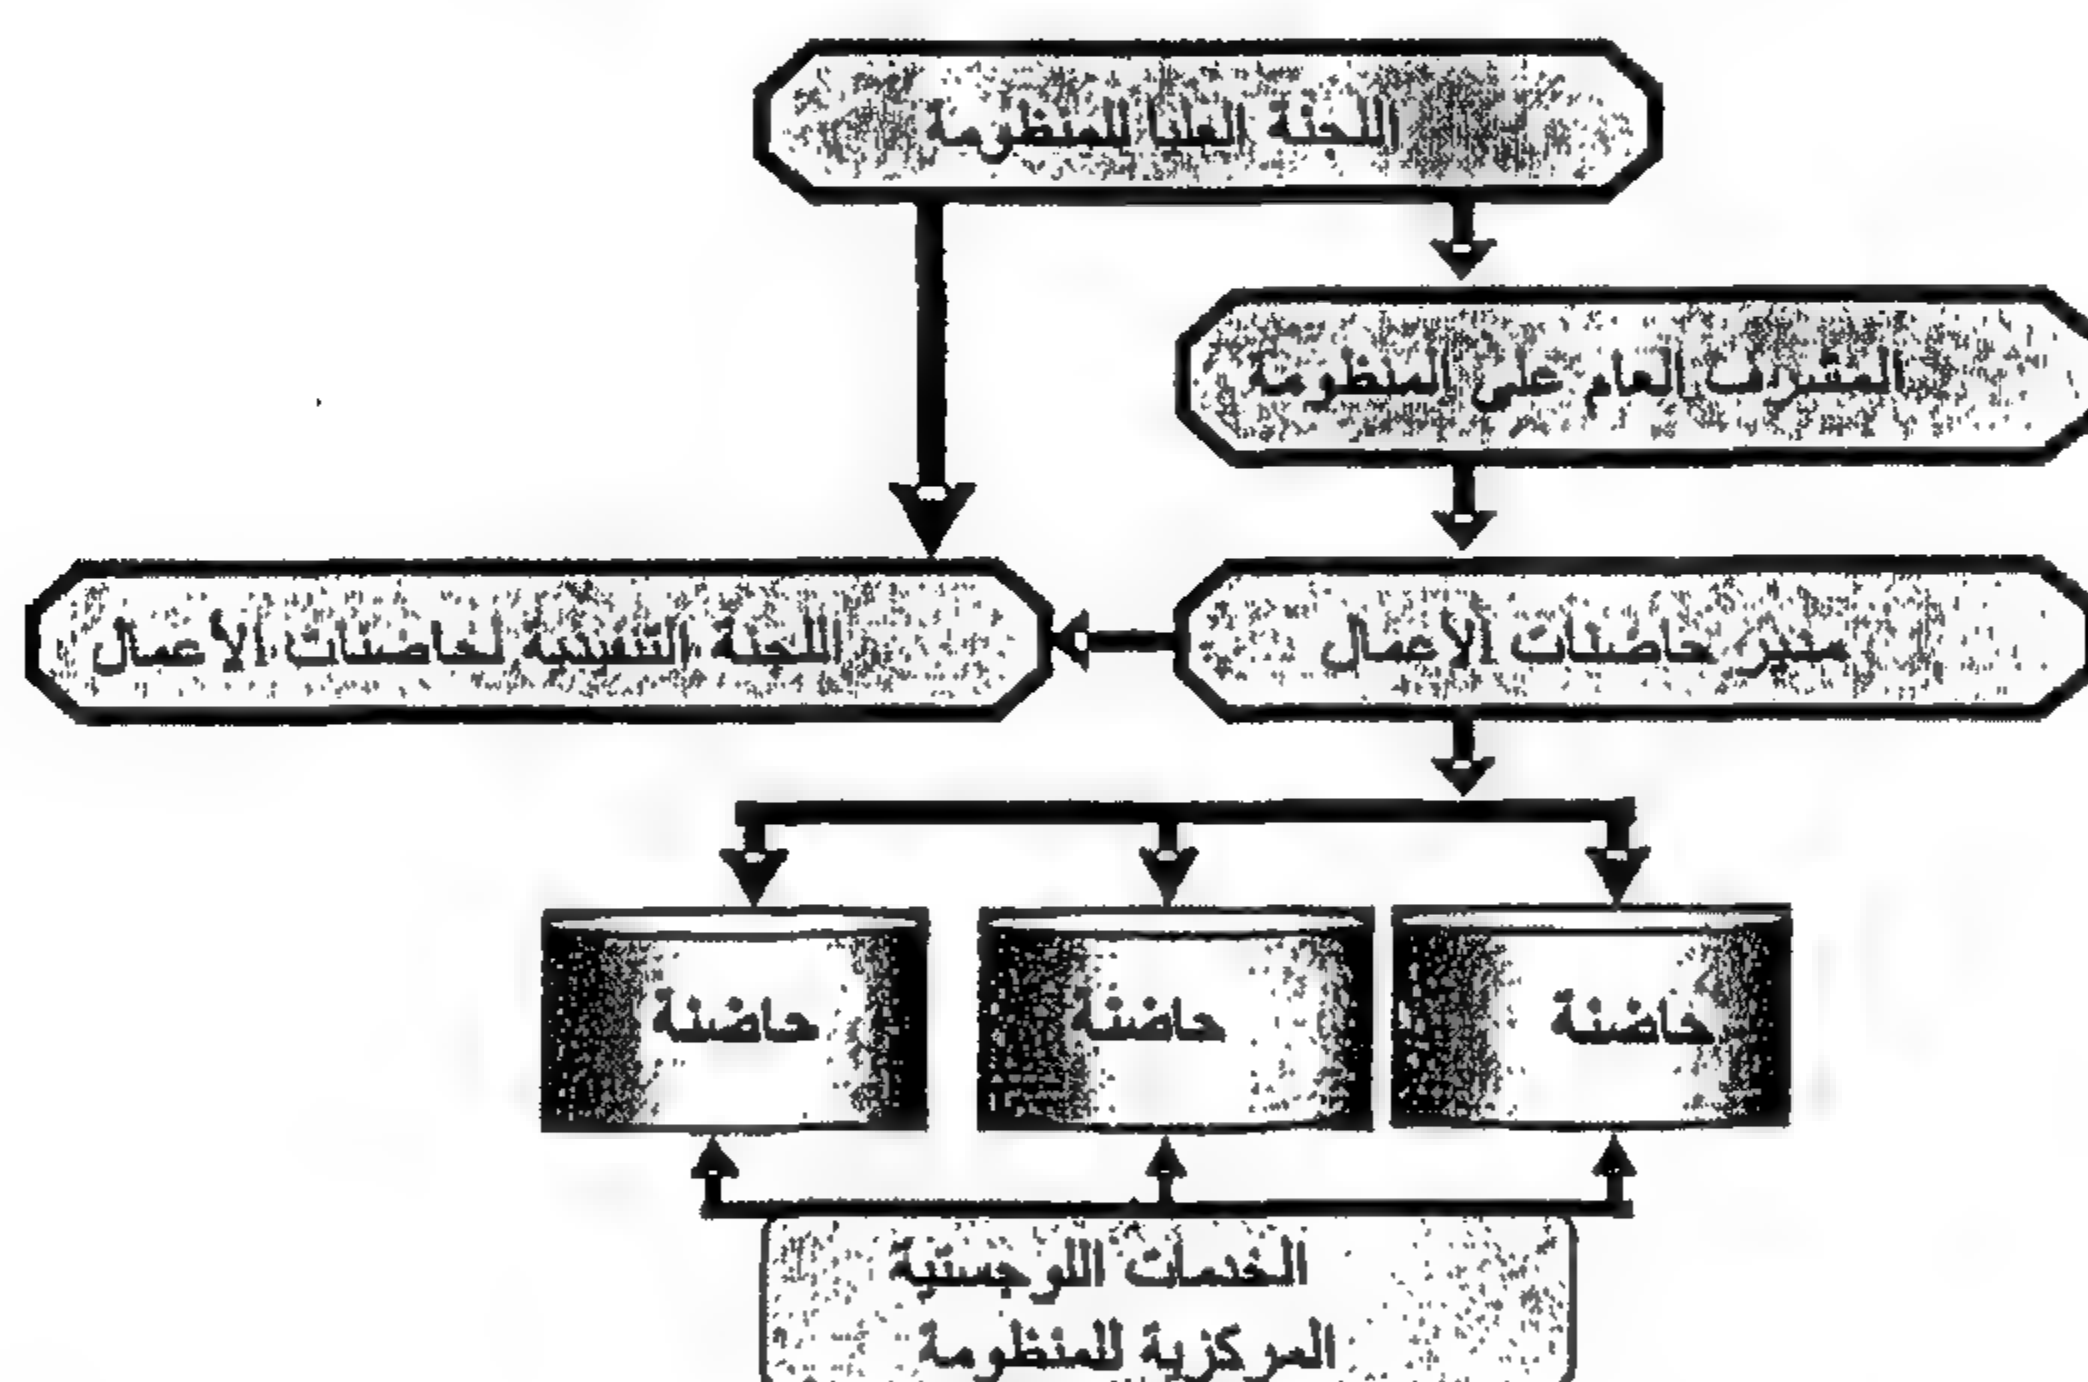 اللجنة العليا للمنظومة
المشرف العام على المنظومة
مدير حاضنات الأعمال
اللجنة التنفيذية لحاضنات الأعمال
حاضنة
حاضنة
حاضنة
الخدمات اللوجستية
المركزية للمنظومة